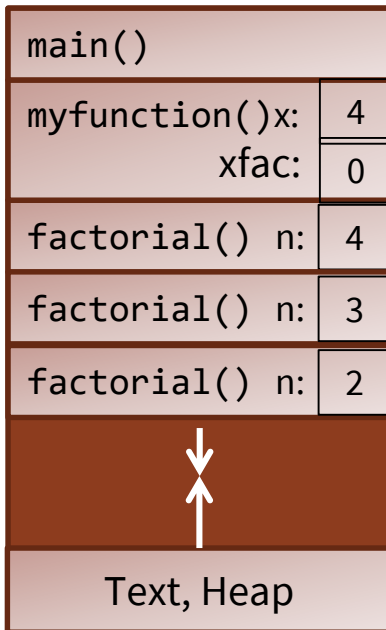 main()
myfunction()x: 4
xfac: 0
factorial() n: 4
factorial() n: 3
factorial() n: 2
Text, Heap